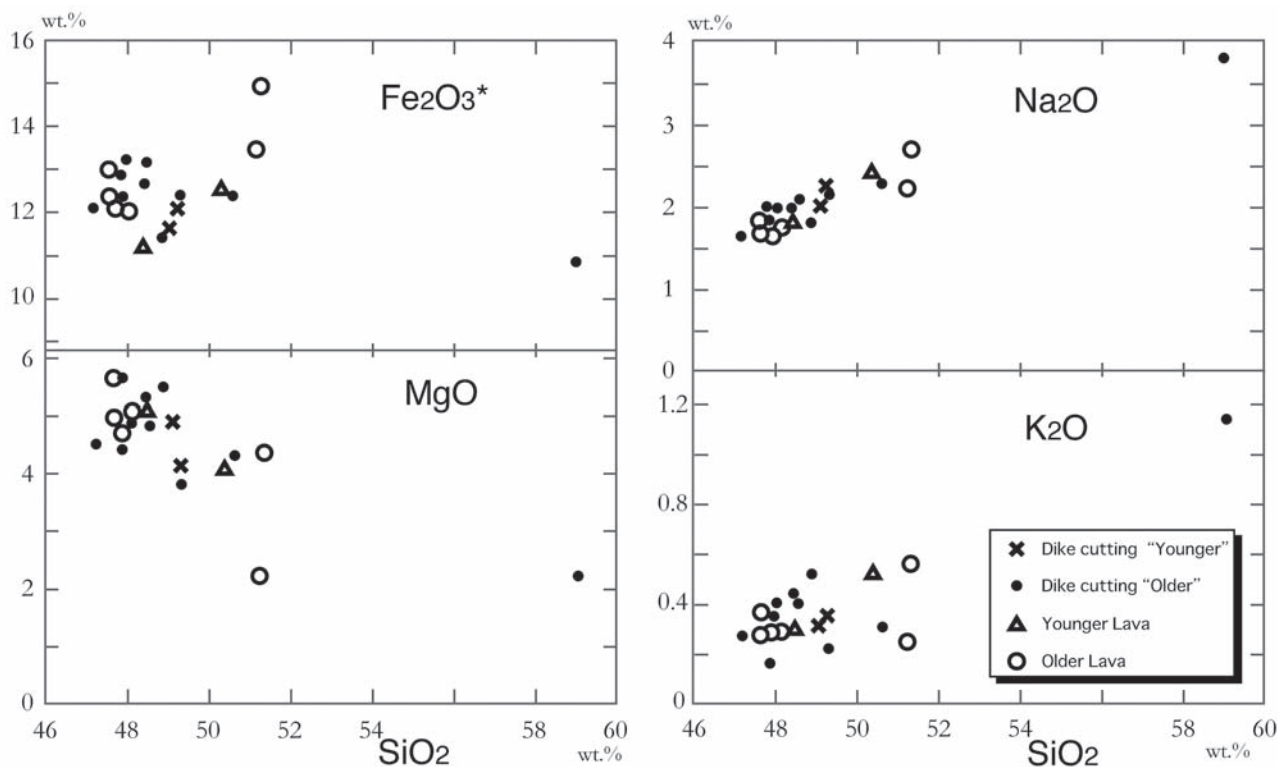 wt.%
16
14
12
10
Fe2O3*
6
4
2
0
MgO
46
48
50
52
54
56
58
60
SiO2
wt.%
wt.%
4
3
2
1
0
Na2O
1.2
0.8
0.4
0
K2O
Dike cutting "Younger"
Dike cutting "Older"
Younger Lava
Older Lava
46
48
50
52
54
56
58
60
SiO2
wt.%